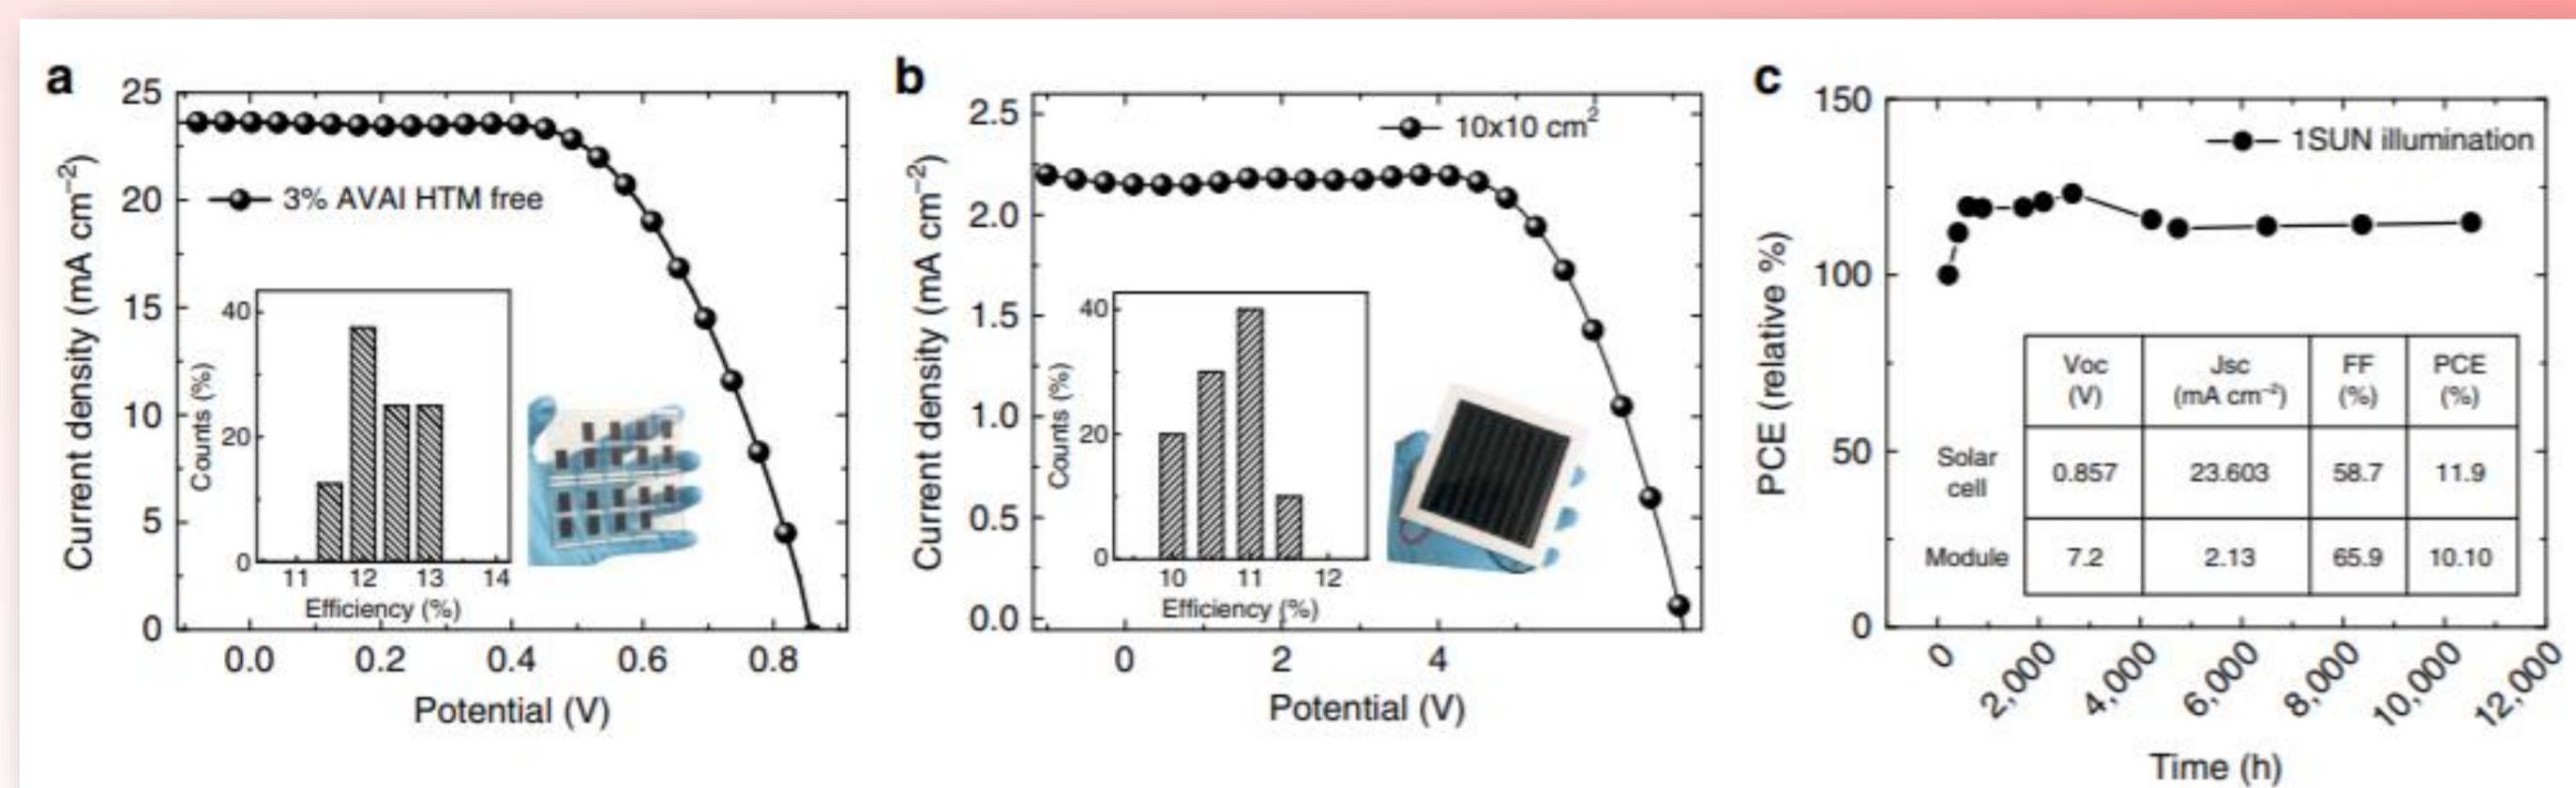 a
25
20
15
10
5
0
Current density (mA cm⁻²)
3% AVAI HTM free
40
20
0
Counts (%)
11 12 13 14
Efficiency (%)
0.0 0.2 0.4 0.6 0.8
Potential (V)
b
2.5
2.0
1.5
1.0
0.5
0.0
Current density (mA cm⁻²)
10x10 cm²
40
20
0
Counts (%)
10 11 12
Efficiency (%)
0 2 4
Potential (V)
c
150
100
50
0
PCE (relative %)
1SUN illumination
Voc (V) Jsc (mA cm⁻²) FF (%) PCE (%)
Solar cell 0.857 23.603 58.7 11.9
Module 7.2 2.13 65.9 10.10
0 2,000 4,000 6,000 8,000 10,000 12,000
Time (h)